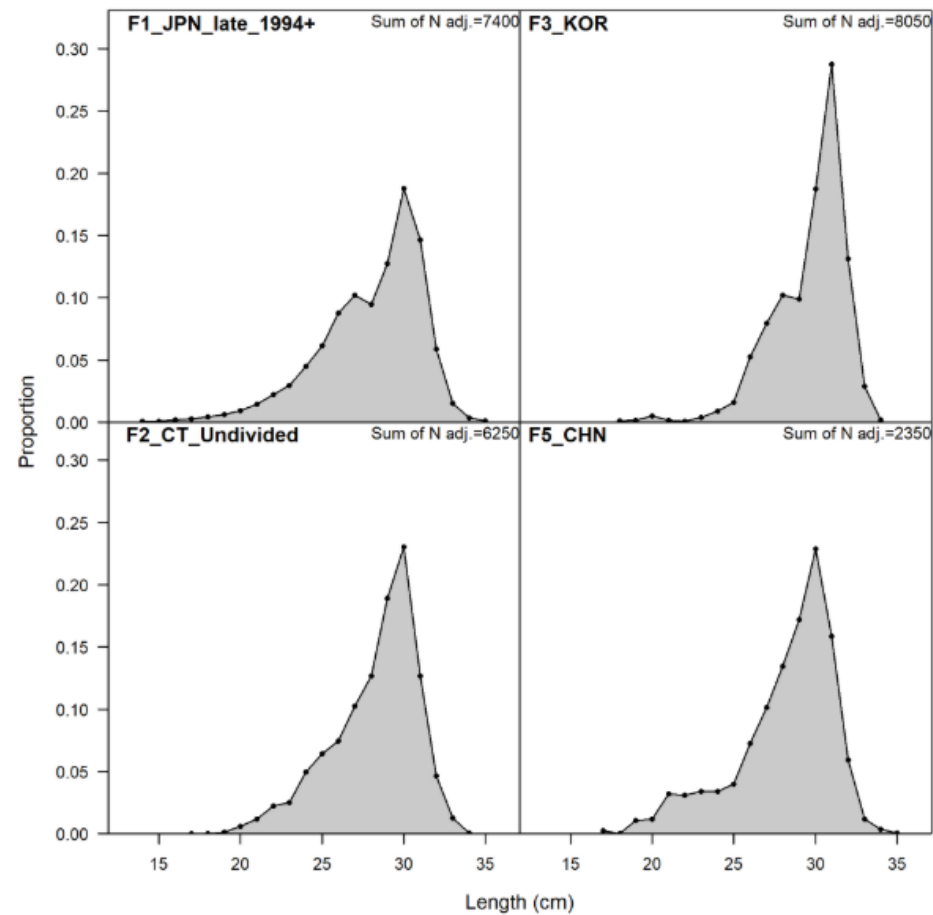 F1_JPN_late_1994+ Sum of N adj.=7400
F3_KOR Sum of N adj.=8050
0.30
0.25
0.20
0.15
0.10
0.05
0.00
F2_CT_Undivided Sum of N adj.=6250
F5_CHN Sum of N adj.=2350
0.30
0.25
0.20
0.15
0.10
0.05
0.00
Proportion
15 20 25 30 35 15 20 25 30 35
Length (cm)